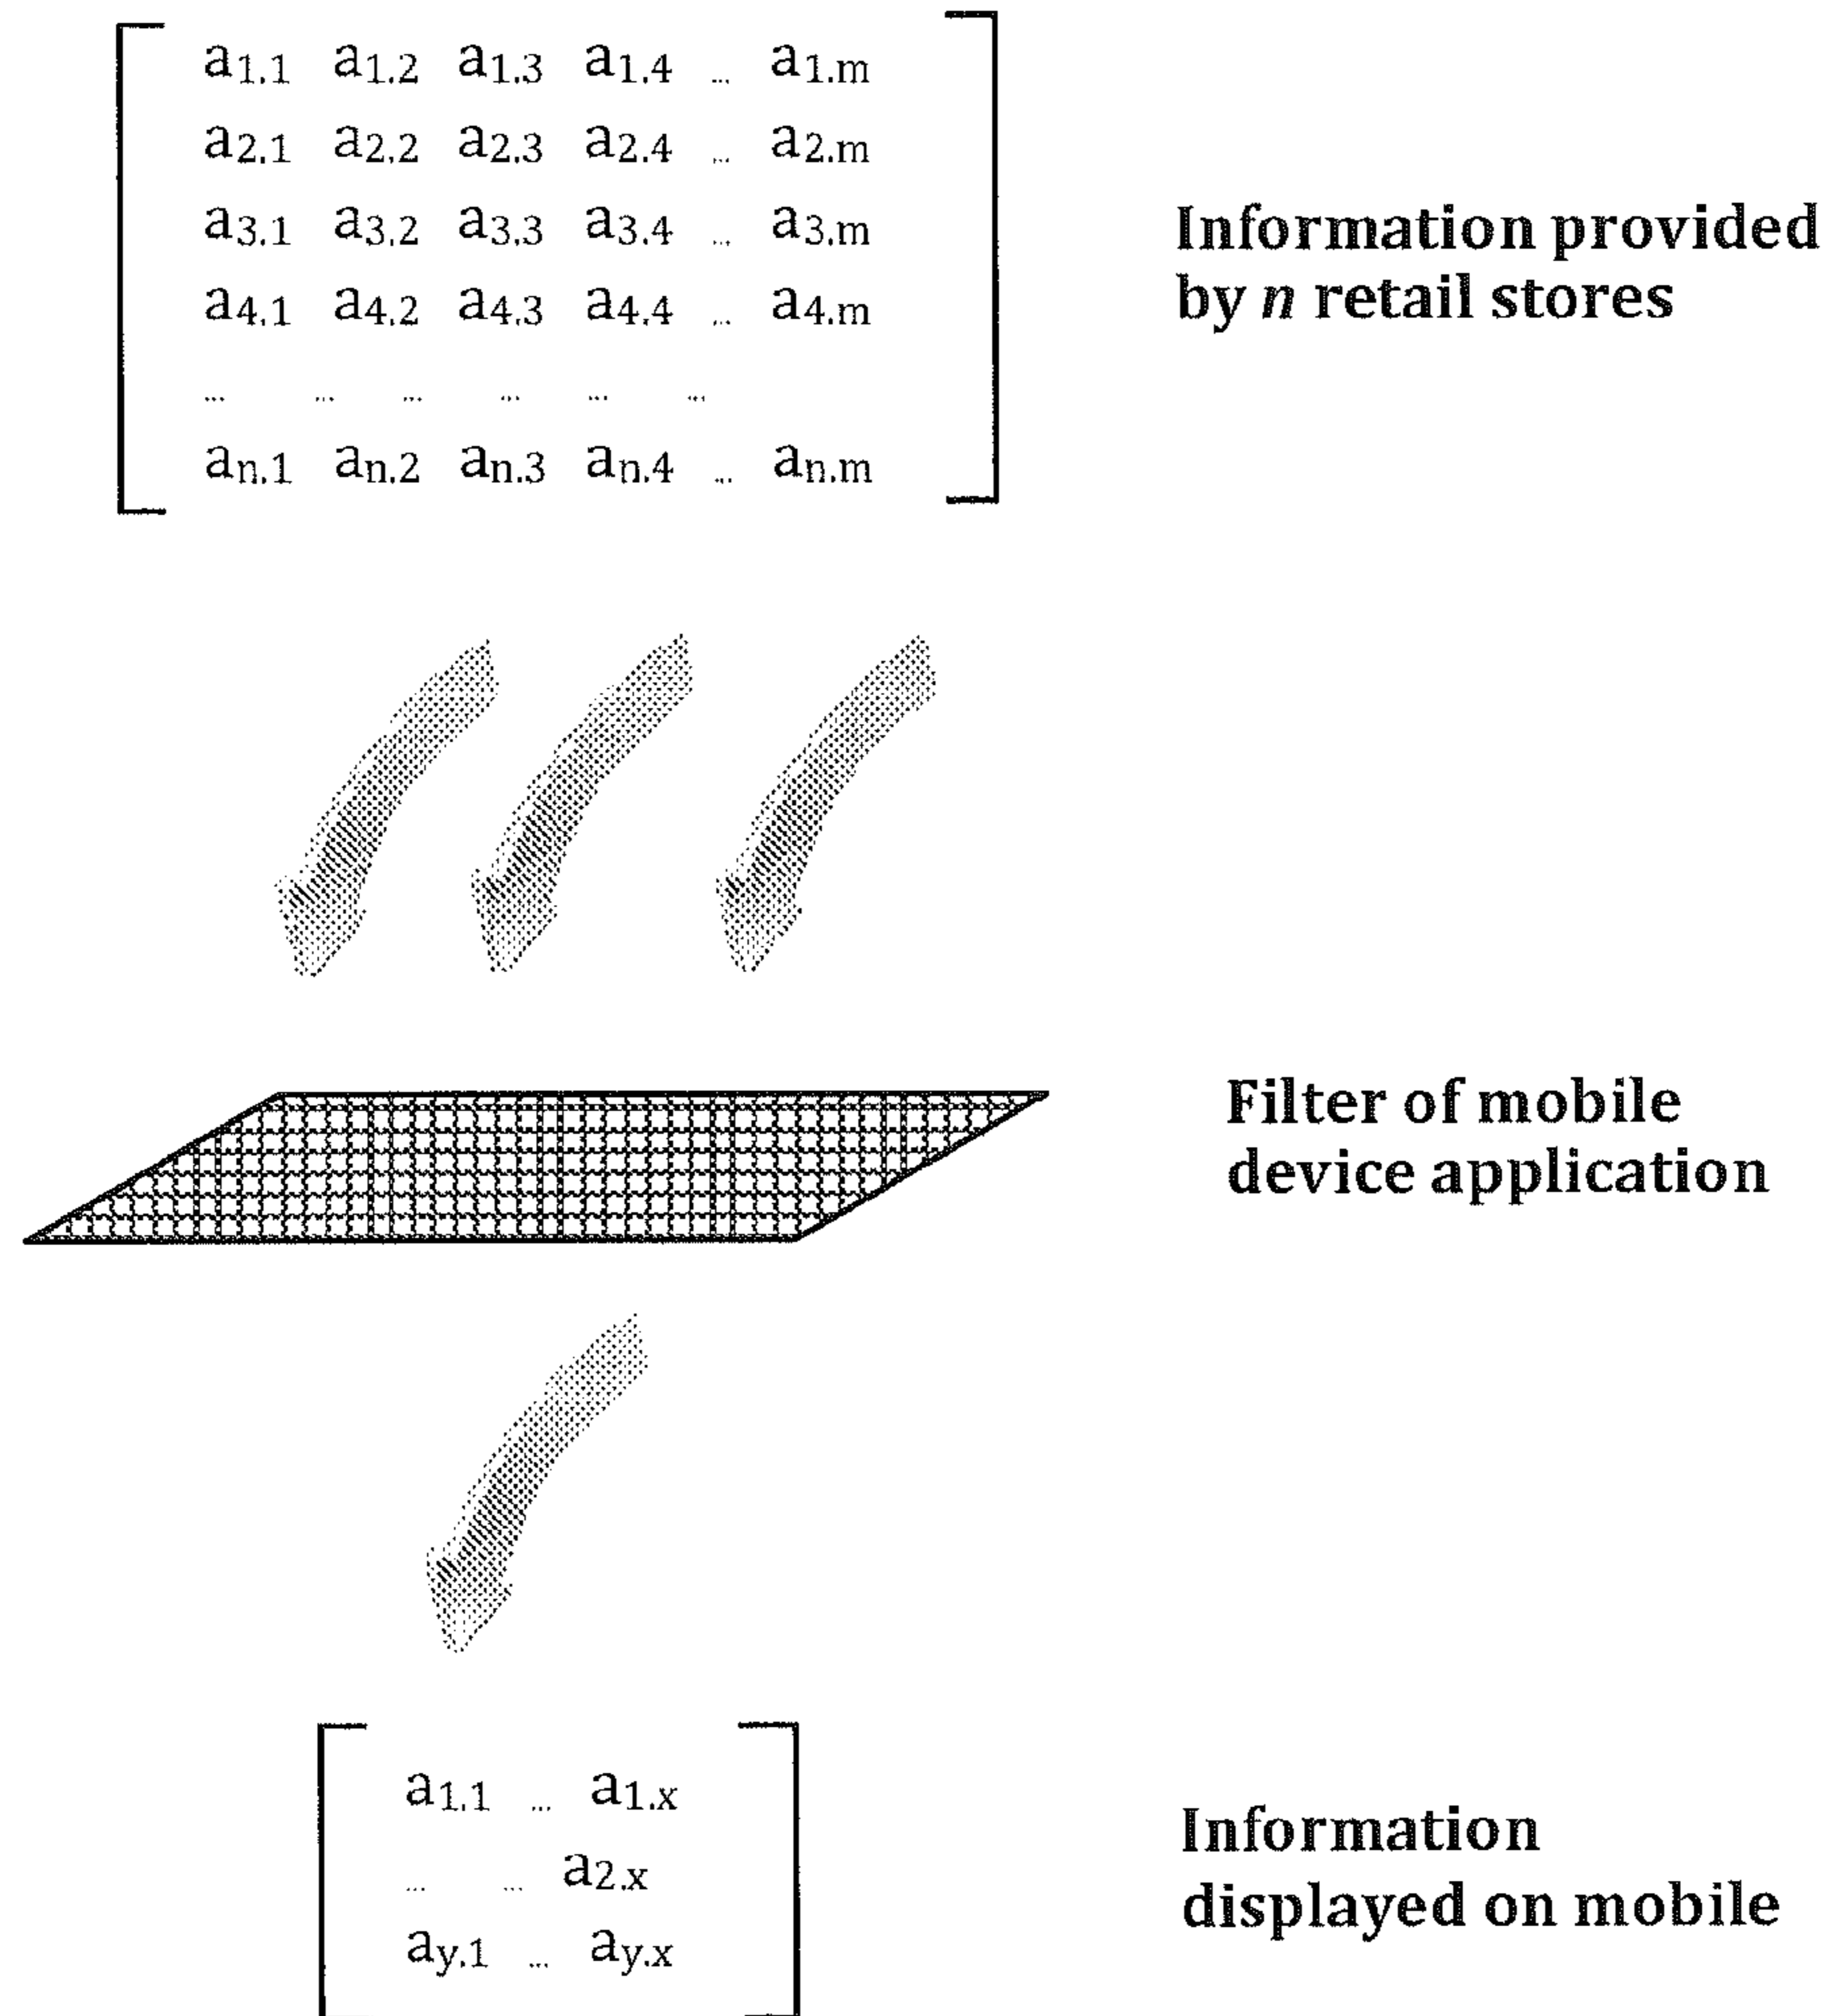 a1.1 a1.2 a1.3 a1.4 ... a1.m
a2.1 a2.2 a2.3 a2.4 ... a2.m
a3.1 a3.2 a3.3 a3.4 ... a3.m
a4.1 a4.2 a4.3 a4.4 ... a4.m
... ... ... ... ... ...
an.1 an.2 an.3 an.4 ... an.m
Information provided
by n retail stores
Filter of mobile
device application
a1.1 ... a1.x
... ... a2.x
ay.1 ... ay.x
Information
displayed on mobile